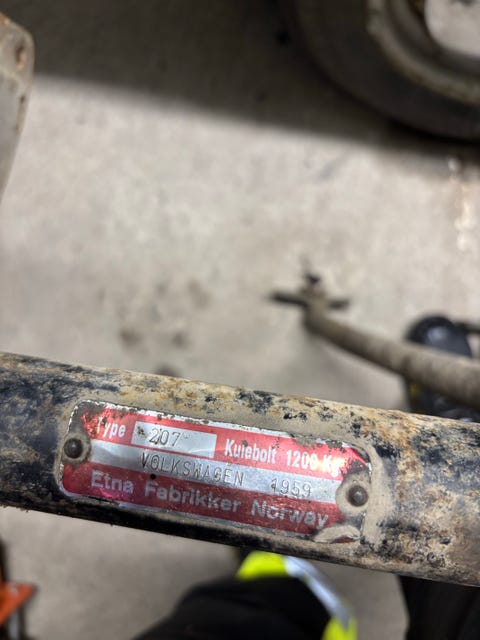 Type 207 Kulebolt 1200 Kg
VOLKSWAGEN 1959
Etna Fabrikker Norway